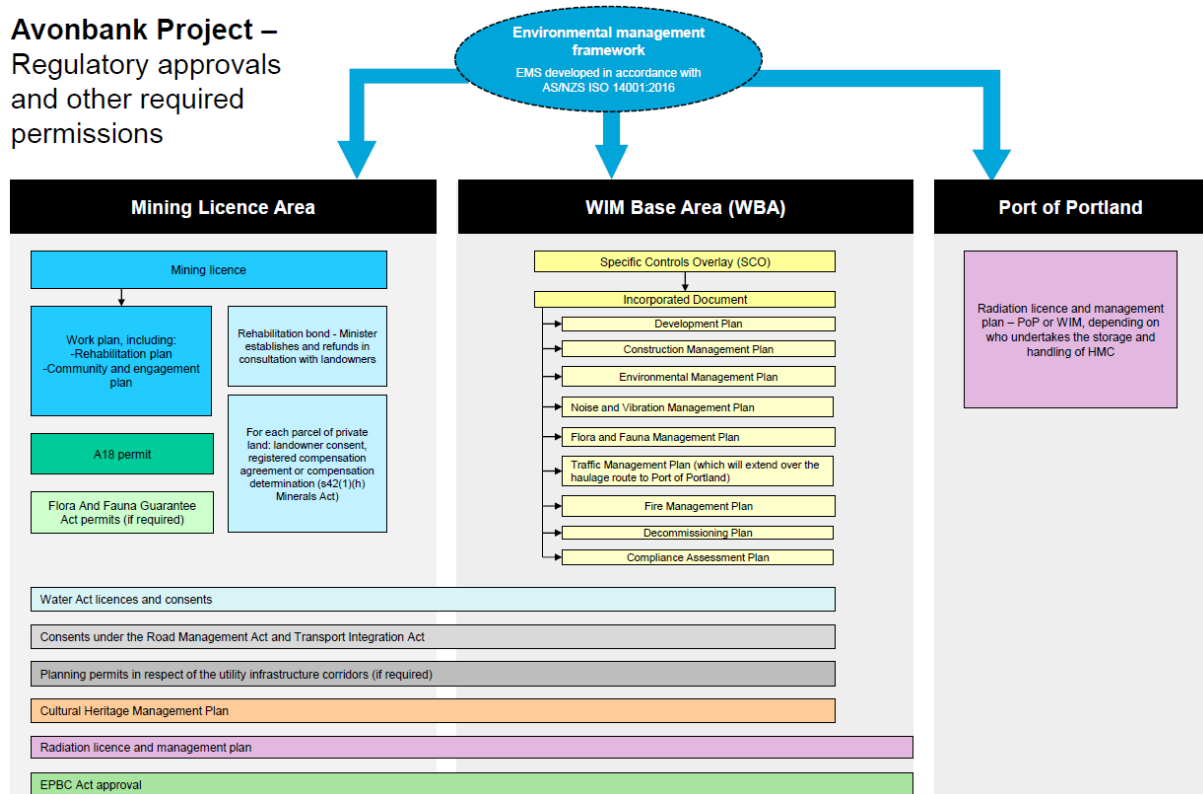 Avonbank Project –
Regulatory approvals
and other required
permissions
Environmental management
framework
EMS developed in accordance with
AS/NZS ISO 14001:2016
Mining Licence Area
Mining licence
Work plan, including:
-Rehabilitation plan
-Community and engagement
plan
Rehabilitation bond - Minister
establishes and refunds in
consultation with landowners
A18 permit
For each parcel of private
land: landowner consent,
registered compensation
agreement or compensation
determination (s42(1)(h)
Minerals Act)
Flora And Fauna Guarantee
Act permits (if required)
WIM Base Area (WBA)
Specific Controls Overlay (SCO)
Incorporated Document
Development Plan
Construction Management Plan
Environmental Management Plan
Noise and Vibration Management Plan
Flora and Fauna Management Plan
Traffic Management Plan (which will extend over the
haulage route to Port of Portland)
Fire Management Plan
Decommissioning Plan
Compliance Assessment Plan
Port of Portland
Radiation licence and management
plan – PoP or WIM, depending on
who undertakes the storage and
handling of HMC
Water Act licences and consents
Consents under the Road Management Act and Transport Integration Act
Planning permits in respect of the utility infrastructure corridors (if required)
Cultural Heritage Management Plan
Radiation licence and management plan
EPBC Act approval